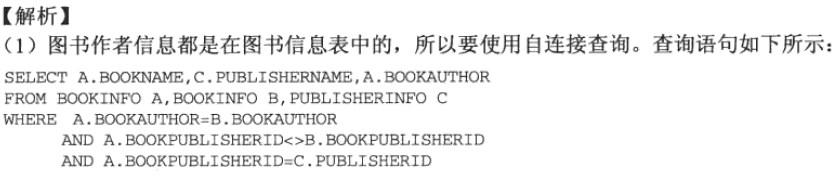 【解析】
（1）图书作者信息都是在图书信息表中的，所以要使用自连接查询。查询语句如下所示：
SELECT A.BOOKNAME,C.PUBLISHERNAME,A.BOOKAUTHOR
FROM BOOKINFO A,BOOKINFO B,PUBLISHERINFO C
WHERE A.BOOKAUTHOR=B.BOOKAUTHOR
AND A.BOOKPUBLISHERID<>B.BOOKPUBLISHERID
AND A.BOOKPUBLISHERID=C.PUBLISHERID